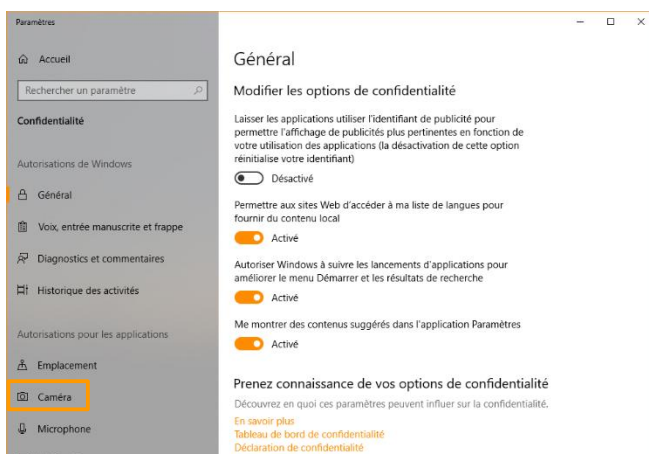 Paramètres
Accueil
Rechercher un paramètre
Confidentialité
Autorisations de Windows
Général
Voix, entrée manuscrite et frappe
Diagnostics et commentaires
Historique des activités
Autorisations pour les applications
Emplacement
Caméra
Microphone
Général
Modifier les options de confidentialité
Laisser les applications utiliser l'identifiant de publicité pour
permettre l'affichage de publicités plus pertinentes en fonction de
votre utilisation des applications (la désactivation de cette option
réinitialise votre identifiant)
Désactivé
Permettre aux sites Web d'accéder à ma liste de langues pour
fournir du contenu local
Activé
Autoriser Windows à suivre les lancements d'applications pour
améliorer le menu Démarrer et les résultats de recherche
Activé
Me montrer des contenus suggérés dans l'application Paramètres
Activé
Prenez connaissance de vos options de confidentialité
Découvrez en quoi ces paramètres peuvent influer sur la confidentialité.
En savoir plus
Tableau de bord de confidentialité
Déclaration de confidentialité